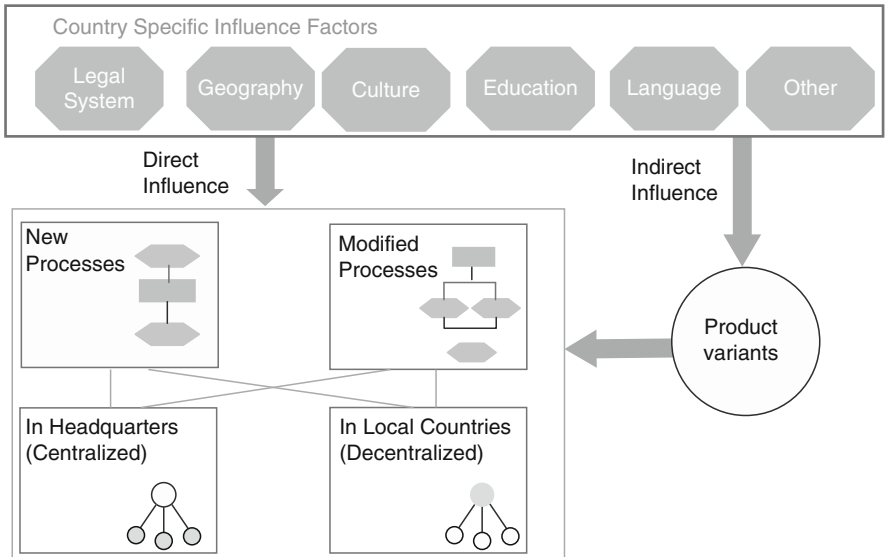 Country Specific Influence Factors
Legal
System
Geography
Culture
Education
Language
Other
Direct
Influence
Indirect
Influence
New
Processes
Modified
Processes
Product
variants
In Headquarters
(Centralized)
In Local Countries
(Decentralized)